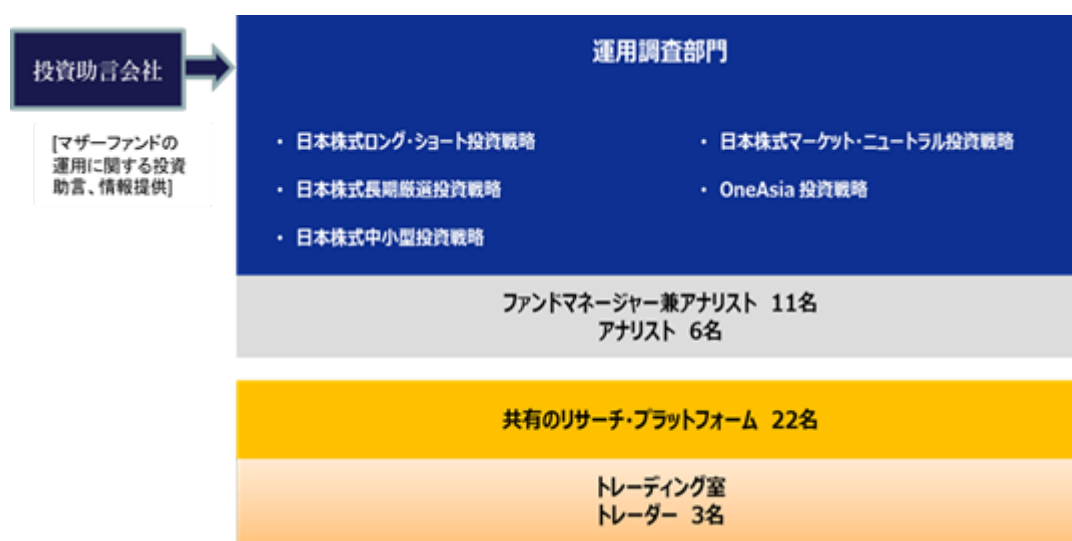 投資助言会社
[マザーファンドの
運用に関する投資
助言、情報提供]
運用調査部門
・ 日本株式ロング・ショート投資戦略
・ 日本株式マーケット・ニュートラル投資戦略
・ 日本株式長期厳選投資戦略
・ OneAsia 投資戦略
・ 日本株式中小型投資戦略
ファンドマネージャー兼アナリスト 11名
アナリスト 6名
共有のリサーチ・プラットフォーム 22名
トレーディング室
トレーダー 3名